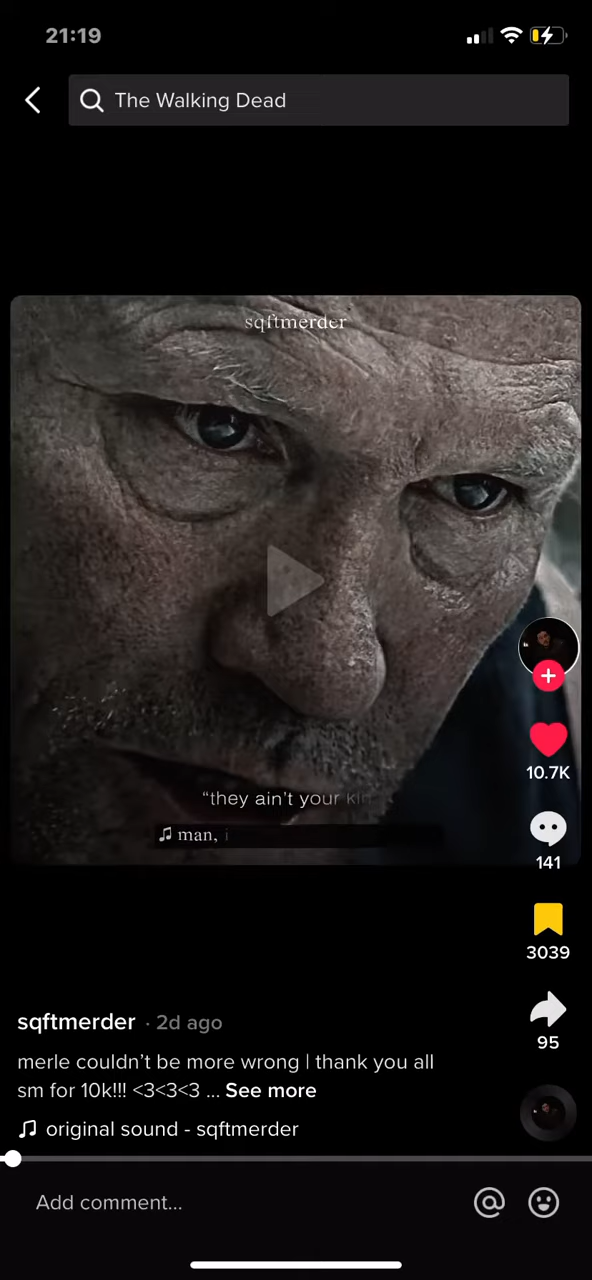 21:19
The Walking Dead
sqftmerder
“they ain't your
♫ man, i
10.7K
141
3039
95
sqftmerder · 2d ago
merle couldn’t be more wrong | thank you all
sm for 10k!!! <3<3<3 ... See more
original sound - sqftmerder
Add comment...